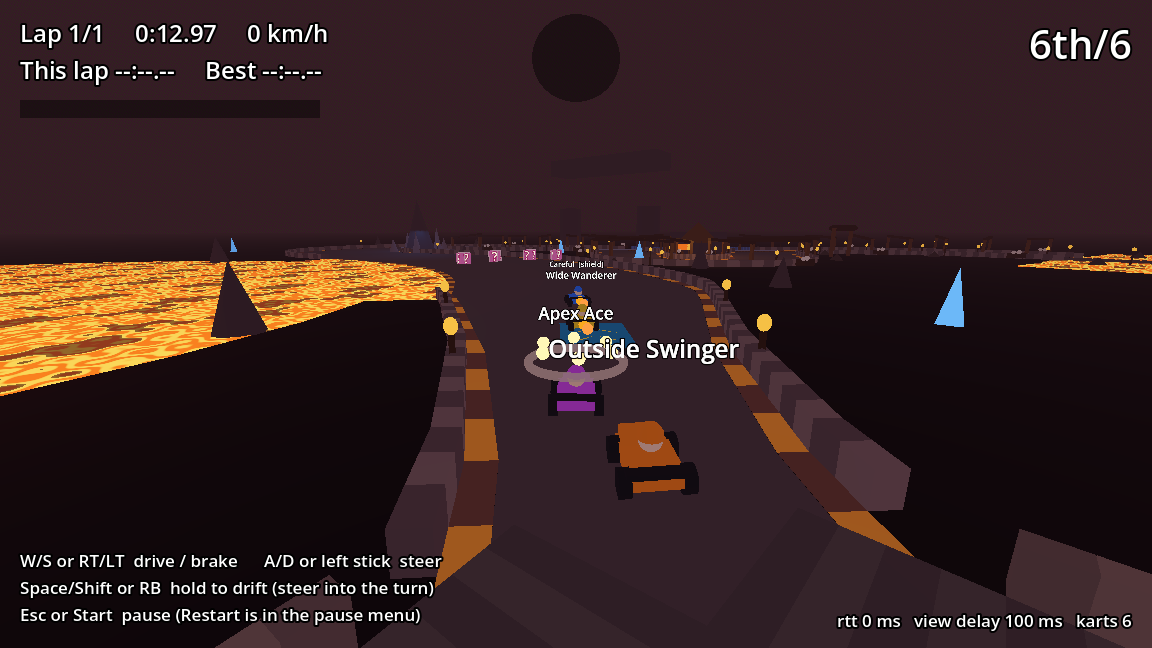 Lap 1/1 0:12.97 0 km/h
6th/6
This lap --:--.-- Best --:--.--
? ? ? ?
Careful (shield)
Wide Wanderer
Apex Ace
Outside Swinger
W/S or RT/LT drive / brake A/D or left stick steer
Space/Shift or RB hold to drift (steer into the turn)
Esc or Start pause (Restart is in the pause menu)
rtt 0 ms view delay 100 ms karts 6